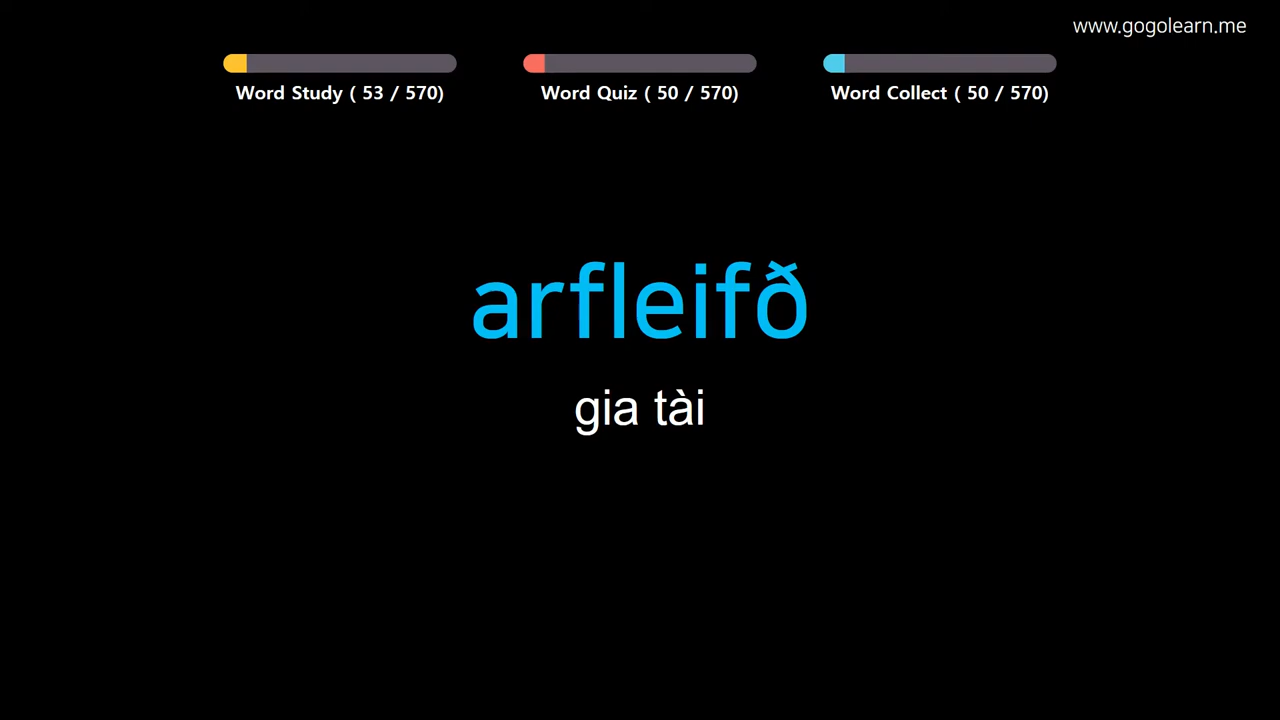 www.gogolearn.me
Word Study ( 53 / 570)
Word Quiz ( 50 / 570)
Word Collect ( 50 / 570)
arfleifð
gia tài